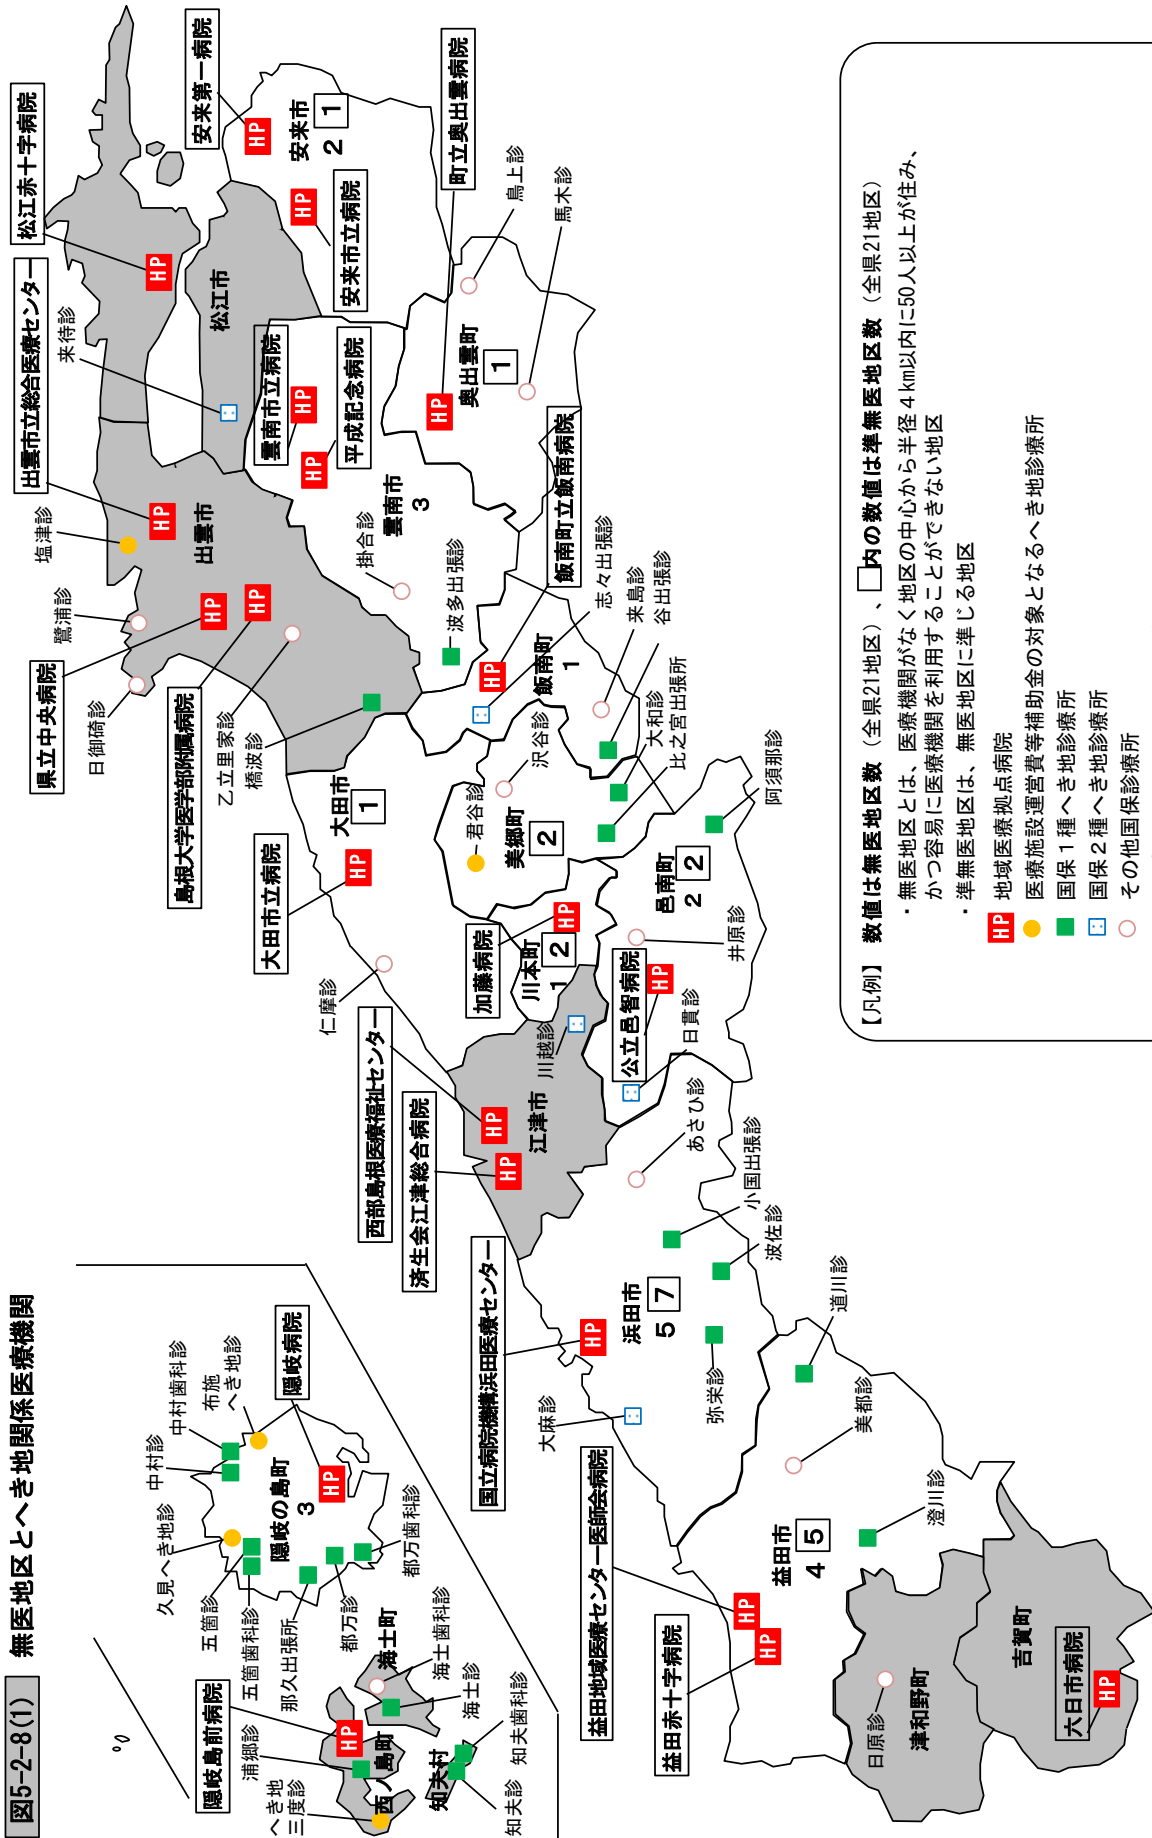 図5-2-8(1)　無医地区とへき地関係医療機関
隠岐の島町
3
隠岐病院
HP
中村診
中村歯科診
布施
へき地診
久見へき地診
五箇診
五箇歯科診
那久出張所
都万診
都万歯科診
隠岐島前病院
HP
浦郷診
へき地
三度診
西ノ島町
海士町
海士歯科診
海士診
知夫村
知夫歯科診
知夫診
松江赤十字病院
HP
松江市
来待診
安来第一病院
HP
安来市
2 1
安来市立病院
HP
出雲市立総合医療センター
HP
出雲市
塩津診
鷺浦診
日御碕診
県立中央病院
HP
島根大学医学部附属病院
HP
乙立里家診
橋波診
雲南市立病院
HP
平成記念病院
HP
雲南市
3
掛合診
波多出張診
町立奥出雲病院
HP
奥出雲町
1
鳥上診
馬木診
飯南町立飯南病院
HP
飯南町
1
志々出張診
来島診
谷出張診
大田市立病院
HP
大田市
1
仁摩診
君谷診
沢谷診
美郷町
2
大和診
比之宮出張所
加藤病院
HP
川本町
1 2
邑南町
2 2
公立邑智病院
HP
阿須那診
井原診
日貫診
西部島根医療福祉センター
HP
済生会江津総合病院
HP
江津市
川越診
国立病院機構浜田医療センター
HP
浜田市
5 7
あさひ診
小国出張診
波佐診
弥栄診
大麻診
益田地域医療センター医師会病院
HP
益田赤十字病院
HP
益田市
4 5
道川診
美都診
澄川診
津和野町
日原診
吉賀町
六日市病院
HP
【凡例】 数値は無医地区数（全県21地区）、□内の数値は準無医地区数（全県21地区）
・無医地区とは、医療機関がなく地区の中心から半径４km以内に50人以上が住み、
かつ容易に医療機関を利用することができない地区
・準無医地区は、無医地区に準じる地区
HP 地域医療拠点病院
医療施設運営費等補助金の対象となるへき地診療所
国保１種へき地診療所
国保２種へき地診療所
その他国保診療所